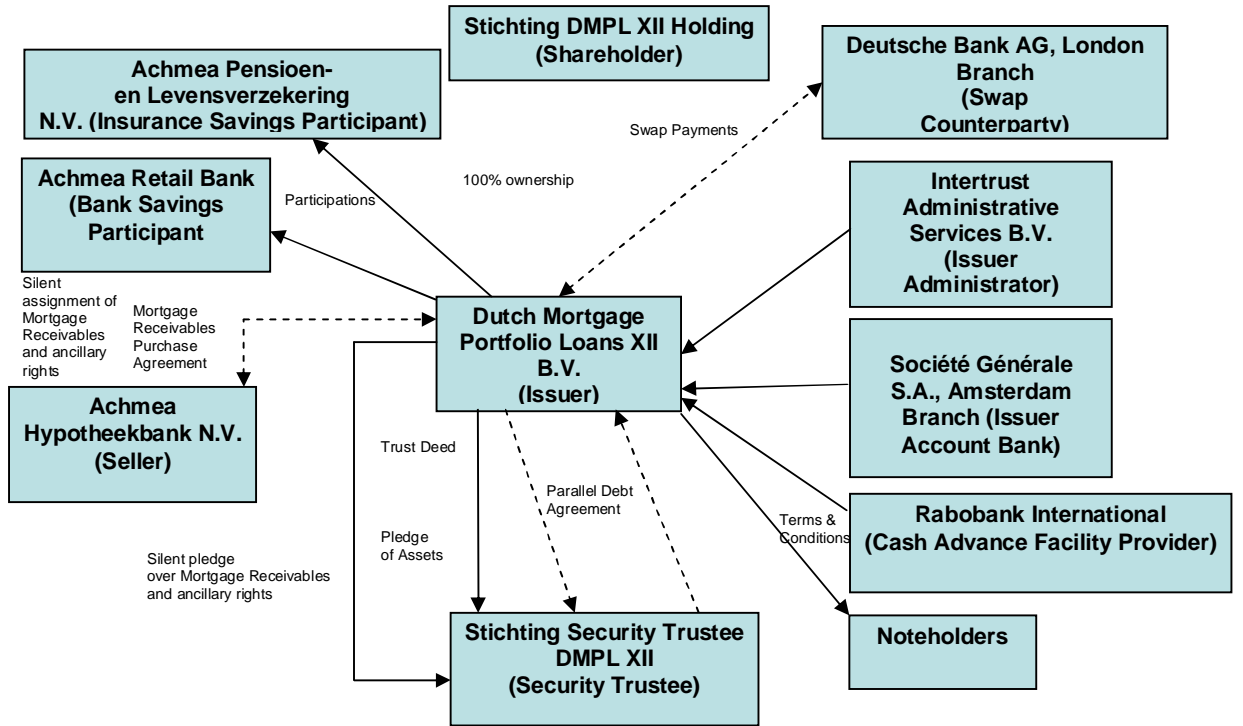 Stichting DMPL XII Holding
(Shareholder)
Deutsche Bank AG, London
Branch
(Swap
Counterparty)
Achmea Pensioen-
en Levensverzekering
N.V. (Insurance Savings Participant)
Swap Payments
Achmea Retail Bank
(Bank Savings
Participant
Participations
100% ownership
Intertrust
Administrative
Services B.V.
(Issuer
Administrator)
Silent
assignment of
Mortgage
Receivables
and ancillary
rights
Mortgage
Receivables
Purchase
Agreement
Dutch Mortgage
Portfolio Loans XII
B.V.
(Issuer)
Société Générale
S.A., Amsterdam
Branch (Issuer
Account Bank)
Achmea
Hypotheekbank N.V.
(Seller)
Trust Deed
Parallel Debt
Agreement
Terms &
Conditions
Rabobank International
(Cash Advance Facility Provider)
Pledge
of Assets
Silent pledge
over Mortgage Receivables
and ancillary rights
Stichting Security Trustee
DMPL XII
(Security Trustee)
Noteholders